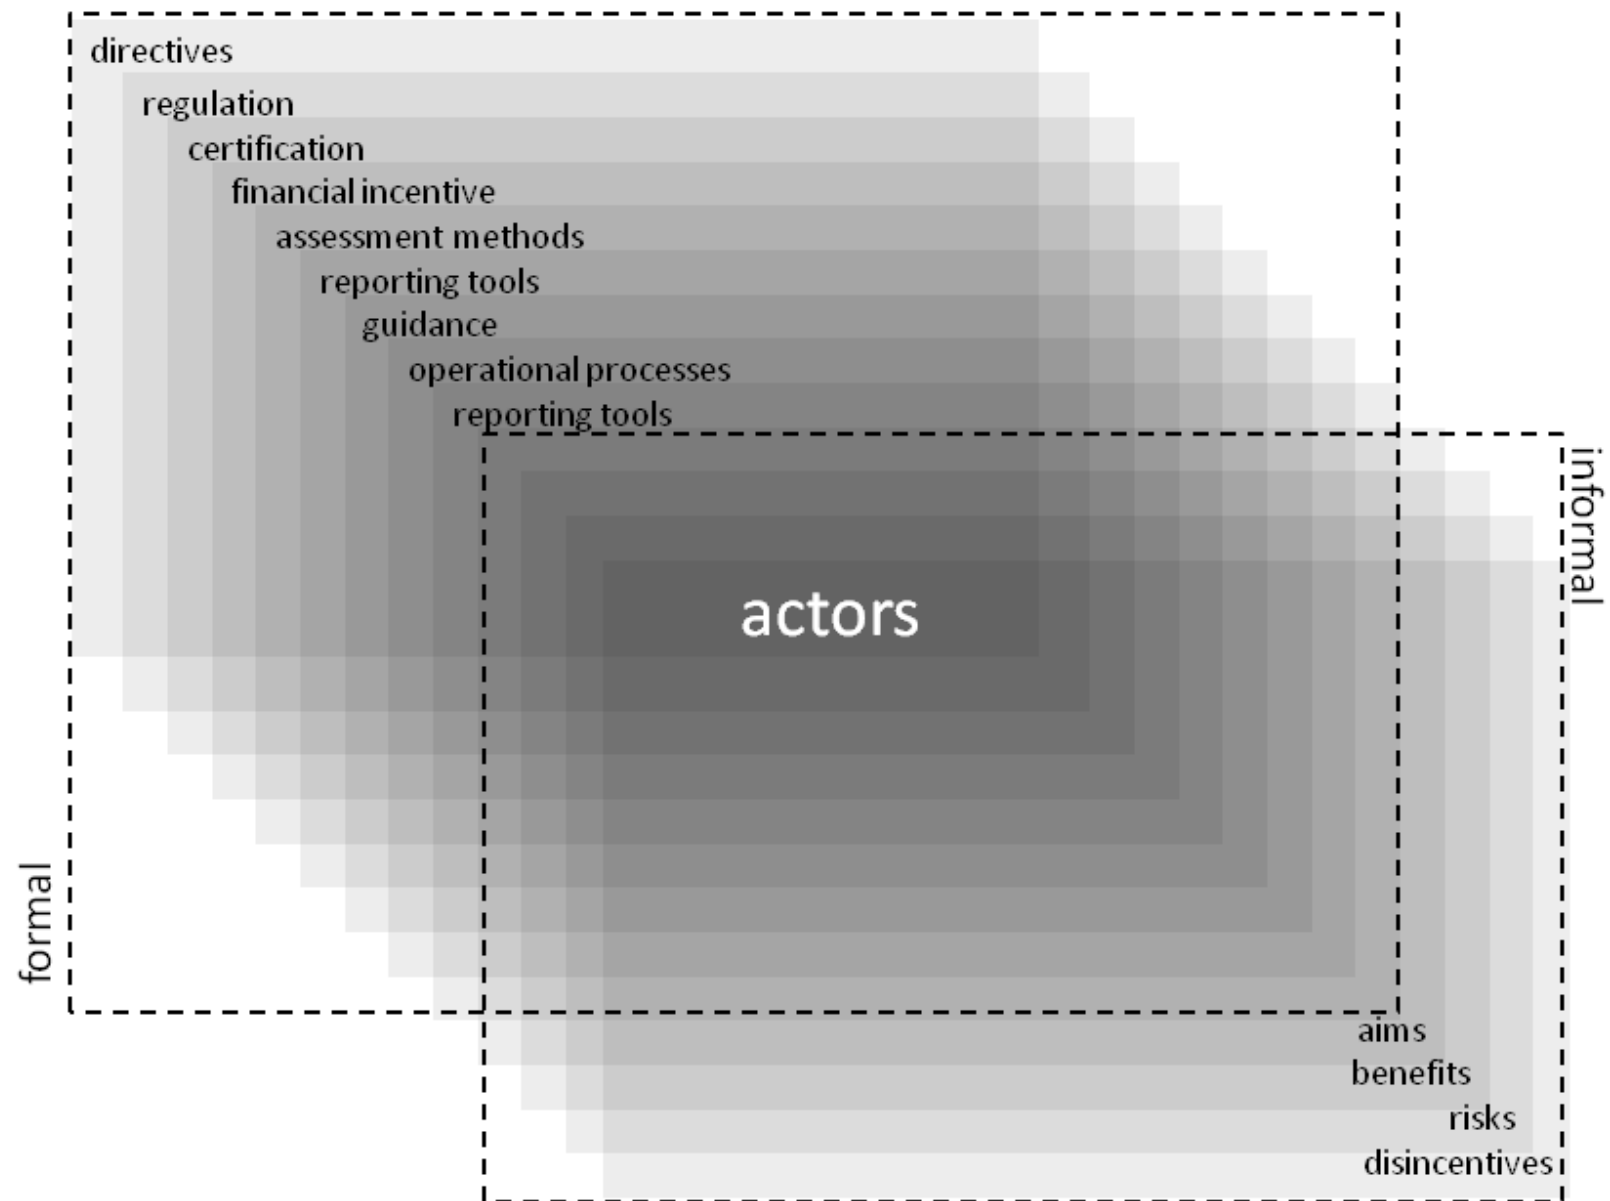 directives
regulation
certification
financial incentive
assessment methods
reporting tools
guidance
operational processes
reporting tools
informal
actors
formal
aims
benefits
risks
disincentives